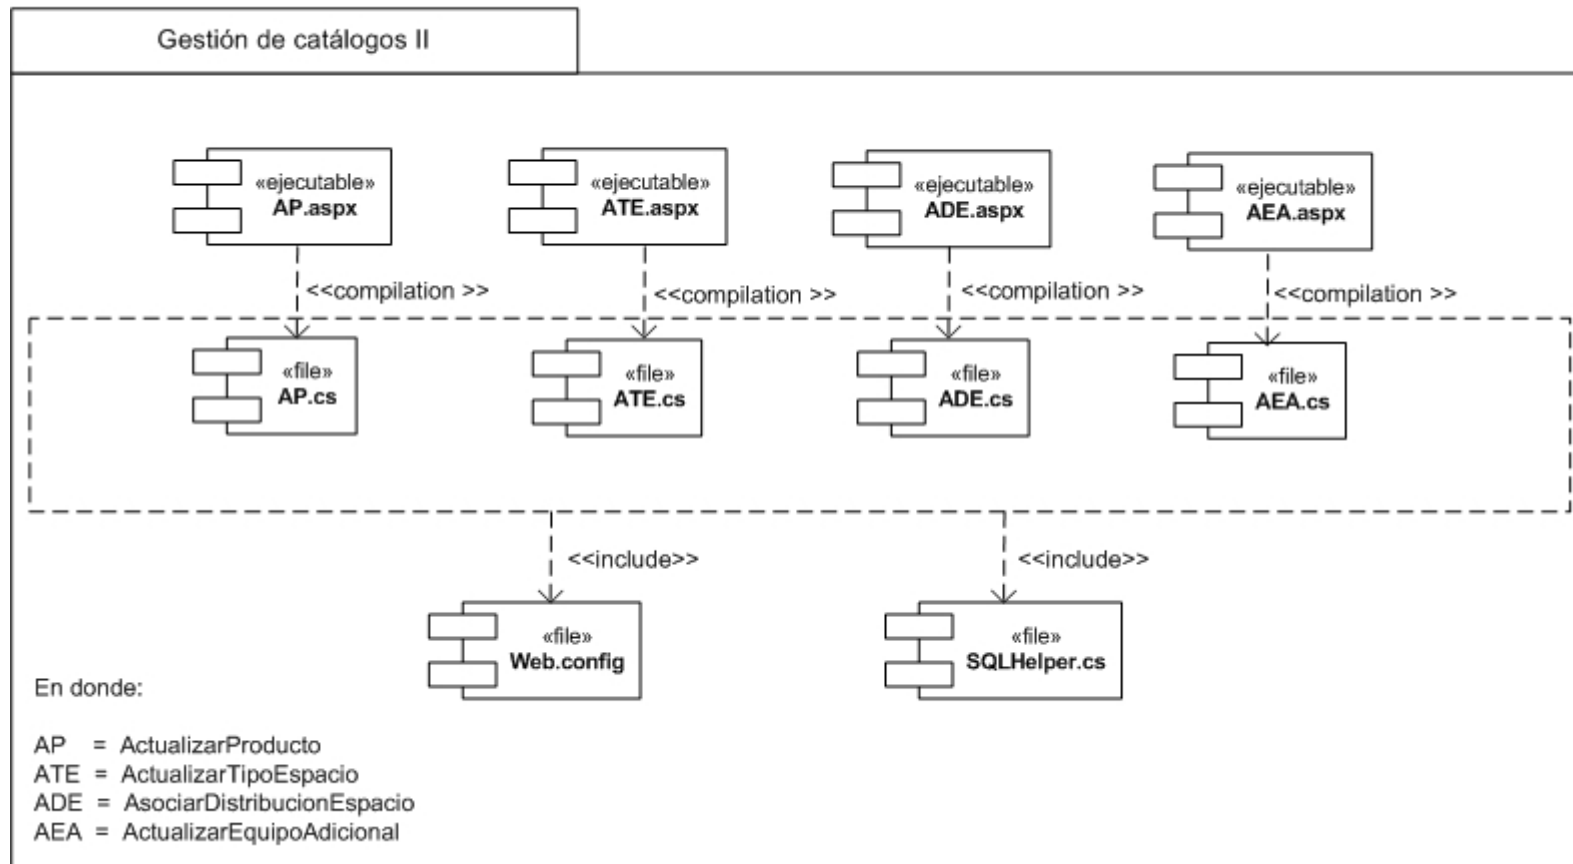 Gestión de catálogos II
«ejecutable»
AP.aspx
«ejecutable»
ATE.aspx
«ejecutable»
ADE.aspx
«ejecutable»
AEA.aspx
<<compilation >>
<<compilation >>
<<compilation >>
<<compilation >>
«file»
AP.cs
«file»
ATE.cs
«file»
ADE.cs
«file»
AEA.cs
<<include>>
<<include>>
«file»
Web.config
«file»
SQLHelper.cs
En donde:
AP = ActualizarProducto
ATE = ActualizarTipoEspacio
ADE = AsociarDistribucionEspacio
AEA = ActualizarEquipoAdicional